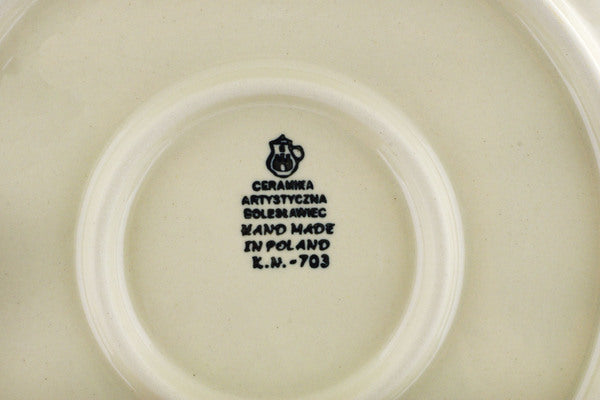 CERAMIKA
ARTYSTYCZNA
BOLESŁAWIEC
HAND MADE
IN POLAND
K.N.-703